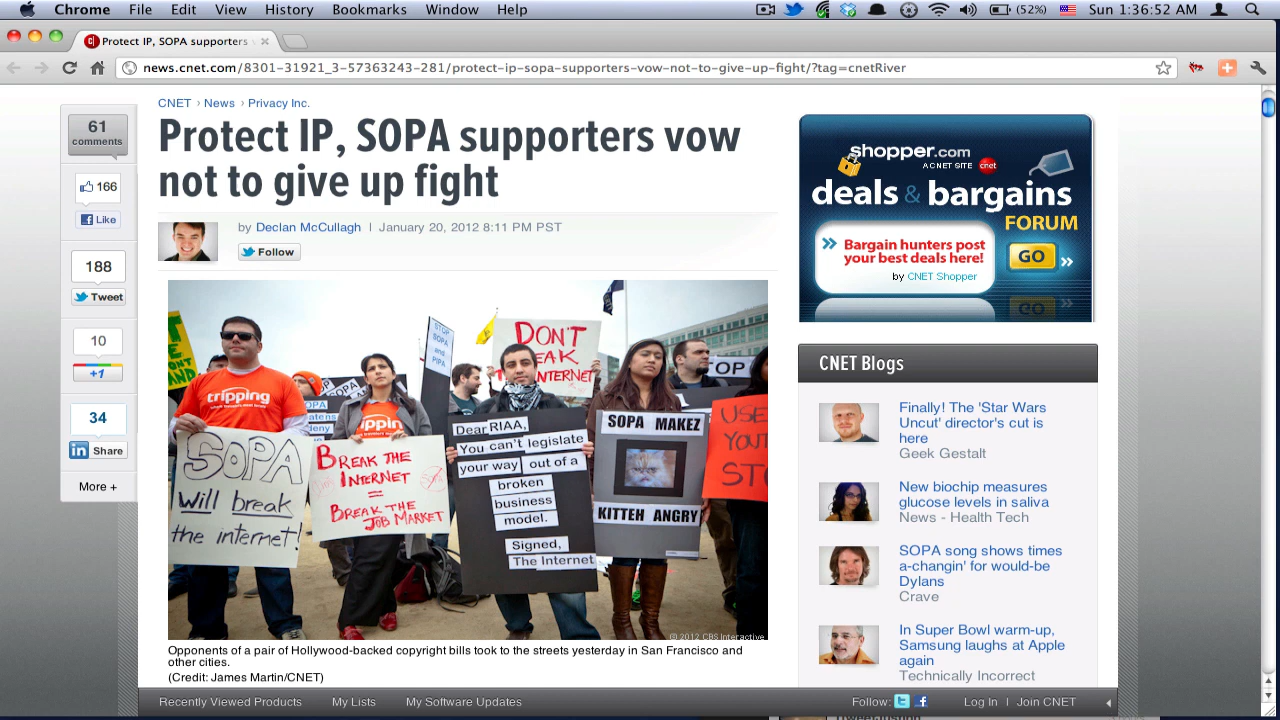 Chrome File Edit View History Bookmarks Window Help (52%) Sun 1:36:52 AM
Protect IP, SOPA supporters
news.cnet.com/8301-31921_3-57363243-281/protect-ip-sopa-supporters-vow-not-to-give-up-fight/?tag=cnetRiver
CNET › News › Privacy Inc.
Protect IP, SOPA supporters vow
not to give up fight
by Declan McCullagh | January 20, 2012 8:11 PM PST
Follow
61
comments
166
Like
188
Tweet
10
+1
34
in Share
More +
DON'T
EAK
INTERNET
STOP
SOPA
and
PIPA
tripping
SOPA
will break
the internet!
BREAK THE
INTERNET
=
BREAK THE
JOB MARKET
Dear RIAA,
You can't legislate
your way out of a
broken
business
model.
Signed,
The Internet
SOPA MAKEZ
KITTEH ANGRY
USE
YOU
STO
© 2012 CBS Interactive
Opponents of a pair of Hollywood-backed copyright bills took to the streets yesterday in San Francisco and
other cities.
(Credit: James Martin/CNET)
shopper.com
A CNET SITE cnet
deals & bargains
FORUM
Bargain hunters post
your best deals here!
by CNET Shopper
GO
CNET Blogs
Finally! The 'Star Wars
Uncut' director's cut is
here
Geek Gestalt
New biochip measures
glucose levels in saliva
News - Health Tech
SOPA song shows times
a-changin' for would-be
Dylans
Crave
In Super Bowl warm-up,
Samsung laughs at Apple
again
Technically Incorrect
Recently Viewed Products My Lists My Software Updates Follow: Log In | Join CNET